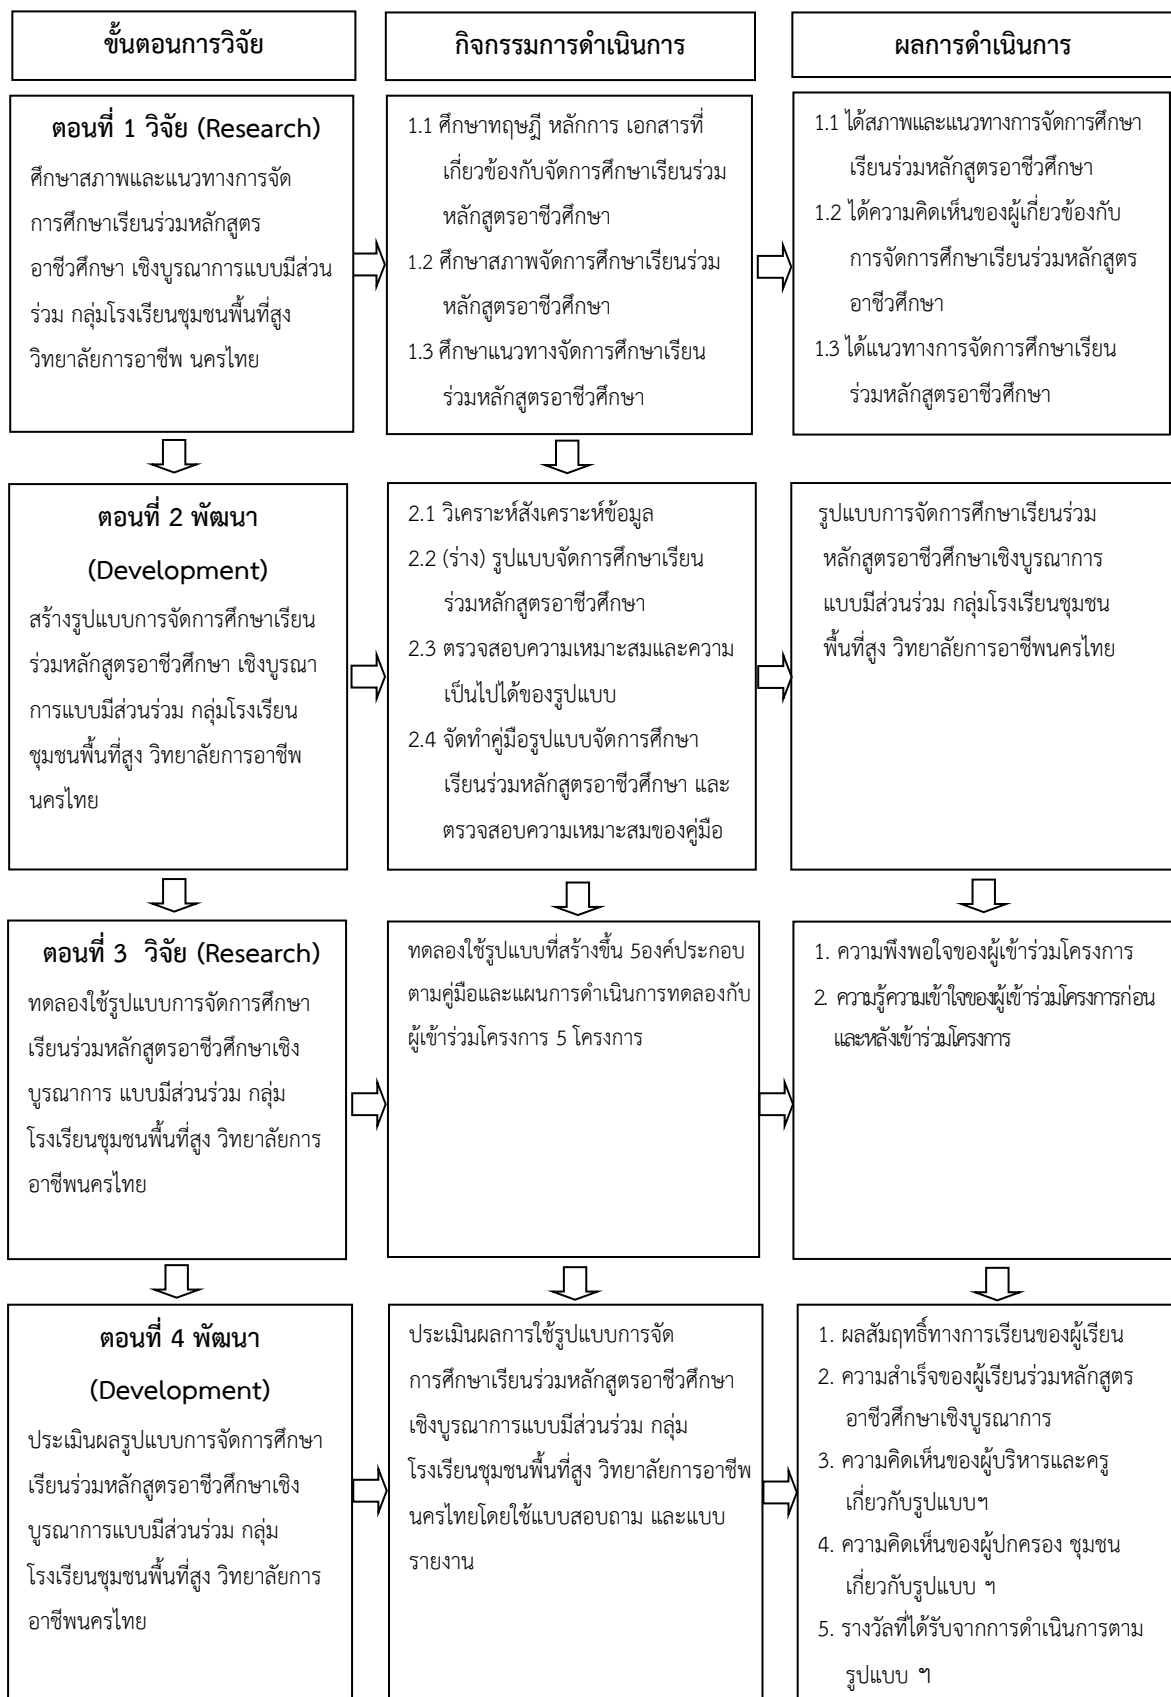 ขั้นตอนการวิจัย
กิจกรรมการดำเนินการ
ผลการดำเนินการ
ตอนที่ 1 วิจัย (Research)
ศึกษาสภาพและแนวทางการจัด
การศึกษาเรียนร่วมหลักสูตร
อาชีวศึกษา เชิงบูรณาการแบบมีส่วน
ร่วม กลุ่มโรงเรียนชุมชนพื้นที่สูง
วิทยาลัยการอาชีพ นครไทย
1.1 ศึกษาทฤษฎี หลักการ เอกสารที่
เกี่ยวข้องกับจัดการศึกษาเรียนร่วม
หลักสูตรอาชีวศึกษา
1.2 ศึกษาสภาพจัดการศึกษาเรียนร่วม
หลักสูตรอาชีวศึกษา
1.3 ศึกษาแนวทางจัดการศึกษาเรียน
ร่วมหลักสูตรอาชีวศึกษา
1.1 ได้สภาพและแนวทางการจัดการศึกษา
เรียนร่วมหลักสูตรอาชีวศึกษา
1.2 ได้ความคิดเห็นของผู้เกี่ยวข้องกับ
การจัดการศึกษาเรียนร่วมหลักสูตร
อาชีวศึกษา
1.3 ได้แนวทางการจัดการศึกษาเรียน
ร่วมหลักสูตรอาชีวศึกษา
ตอนที่ 2 พัฒนา
(Development)
สร้างรูปแบบการจัดการศึกษาเรียน
ร่วมหลักสูตรอาชีวศึกษา เชิงบูรณา
การแบบมีส่วนร่วม กลุ่มโรงเรียน
ชุมชนพื้นที่สูง วิทยาลัยการอาชีพ
นครไทย
2.1 วิเคราะห์สังเคราะห์ข้อมูล
2.2 (ร่าง) รูปแบบจัดการศึกษาเรียน
ร่วมหลักสูตรอาชีวศึกษา
2.3 ตรวจสอบความเหมาะสมและความ
เป็นไปได้ของรูปแบบ
2.4 จัดทำคู่มือรูปแบบจัดการศึกษา
เรียนร่วมหลักสูตรอาชีวศึกษา และ
ตรวจสอบความเหมาะสมของคู่มือ
รูปแบบการจัดการศึกษาเรียนร่วม
หลักสูตรอาชีวศึกษาเชิงบูรณาการ
แบบมีส่วนร่วม กลุ่มโรงเรียนชุมชน
พื้นที่สูง วิทยาลัยการอาชีพนครไทย
ตอนที่ 3 วิจัย (Research)
ทดลองใช้รูปแบบการจัดการศึกษา
เรียนร่วมหลักสูตรอาชีวศึกษาเชิง
บูรณาการ แบบมีส่วนร่วม กลุ่ม
โรงเรียนชุมชนพื้นที่สูง วิทยาลัยการ
อาชีพนครไทย
ทดลองใช้รูปแบบที่สร้างขึ้น 5องค์ประกอบ
ตามคู่มือและแผนการดำเนินการทดลองกับ
ผู้เข้าร่วมโครงการ 5 โครงการ
1. ความพึงพอใจของผู้เข้าร่วมโครงการ
2. ความรู้ความเข้าใจของผู้เข้าร่วมโครงการก่อน
และหลังเข้าร่วมโครงการ
ตอนที่ 4 พัฒนา
(Development)
ประเมินผลรูปแบบการจัดการศึกษา
เรียนร่วมหลักสูตรอาชีวศึกษาเชิง
บูรณาการแบบมีส่วนร่วม กลุ่ม
โรงเรียนชุมชนพื้นที่สูง วิทยาลัยการ
อาชีพนครไทย
ประเมินผลการใช้รูปแบบการจัด
การศึกษาเรียนร่วมหลักสูตรอาชีวศึกษา
เชิงบูรณาการแบบมีส่วนร่วม กลุ่ม
โรงเรียนชุมชนพื้นที่สูง วิทยาลัยการอาชีพ
นครไทยโดยใช้แบบสอบถาม และแบบ
รายงาน
1. ผลสัมฤทธิ์ทางการเรียนของผู้เรียน
2. ความสำเร็จของผู้เรียนร่วมหลักสูตร
อาชีวศึกษาเชิงบูรณาการ
3. ความคิดเห็นของผู้บริหารและครู
เกี่ยวกับรูปแบบฯ
4. ความคิดเห็นของผู้ปกครอง ชุมชน
เกี่ยวกับรูปแบบ ฯ
5. รางวัลที่ได้รับจากการดำเนินการตาม
รูปแบบ ฯ